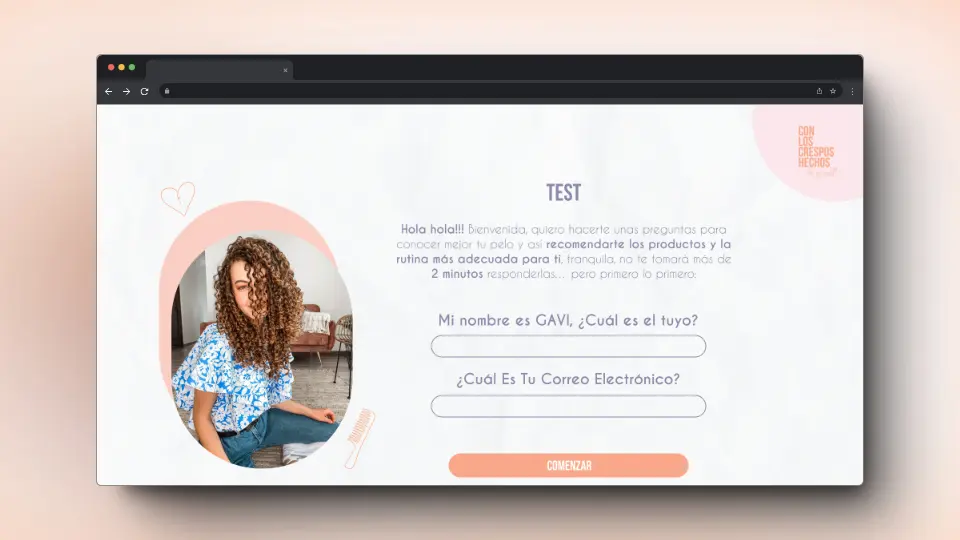 CON
LOS
CRESPOS
HECHOS
TEST
Hola hola!!! Bienvenida, quiero hacerte unas preguntas para
conocer mejor tu pelo y así recomendarte los productos y la
rutina más adecuada para ti, tranquila, no te tomará más de
2 minutos responderlas... pero primero lo primero:
Mi nombre es GAVI, ¿Cuál es el tuyo?
¿Cuál Es Tu Correo Electrónico?
COMENZAR